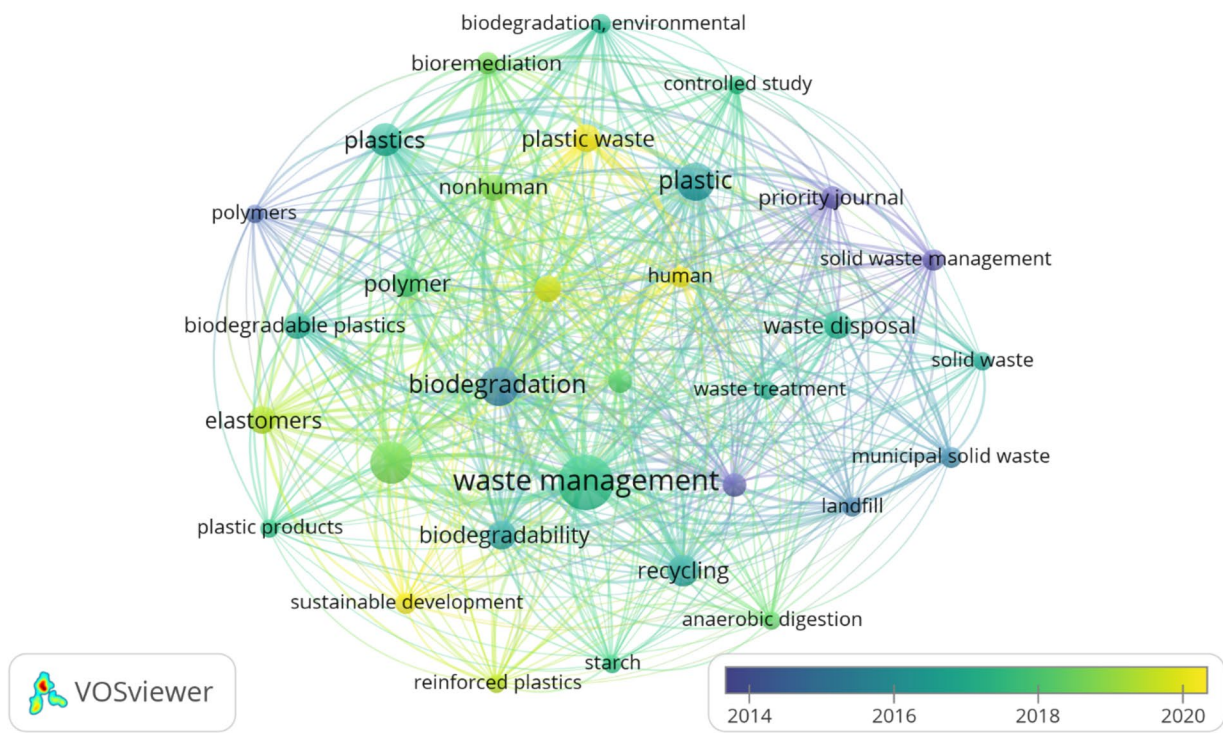 biodegradation, environmental
bioremediation
controlled study
plastics
plastic waste
nonhuman
plastic
priority journal
polymers
solid waste management
human
polymer
biodegradable plastics
waste disposal
solid waste
biodegradation
waste treatment
elastomers
municipal solid waste
waste management
landfill
plastic products
biodegradability
recycling
sustainable development
anaerobic digestion
starch
reinforced plastics
VOSviewer
2014 2016 2018 2020